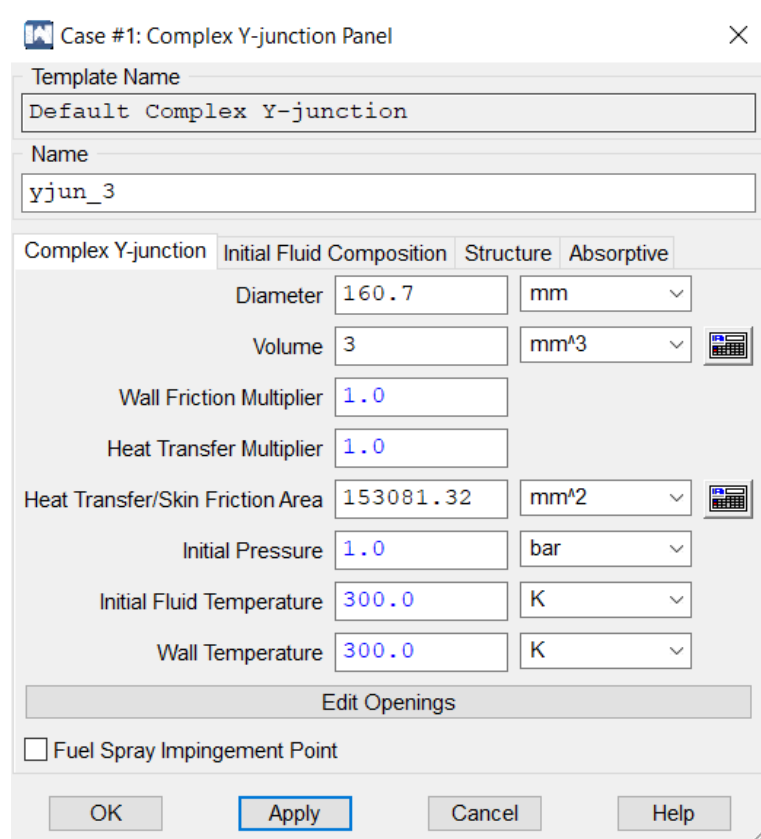 Case #1: Complex Y-junction Panel
Template Name
Default Complex Y-junction
Name
yjun_3
Complex Y-junction Initial Fluid Composition Structure Absorptive
Diameter 160.7 mm
Volume 3 mm^3
Wall Friction Multiplier 1.0
Heat Transfer Multiplier 1.0
Heat Transfer/Skin Friction Area 153081.32 mm^2
Initial Pressure 1.0 bar
Initial Fluid Temperature 300.0 K
Wall Temperature 300.0 K
Edit Openings
Fuel Spray Impingement Point
OK Apply Cancel Help